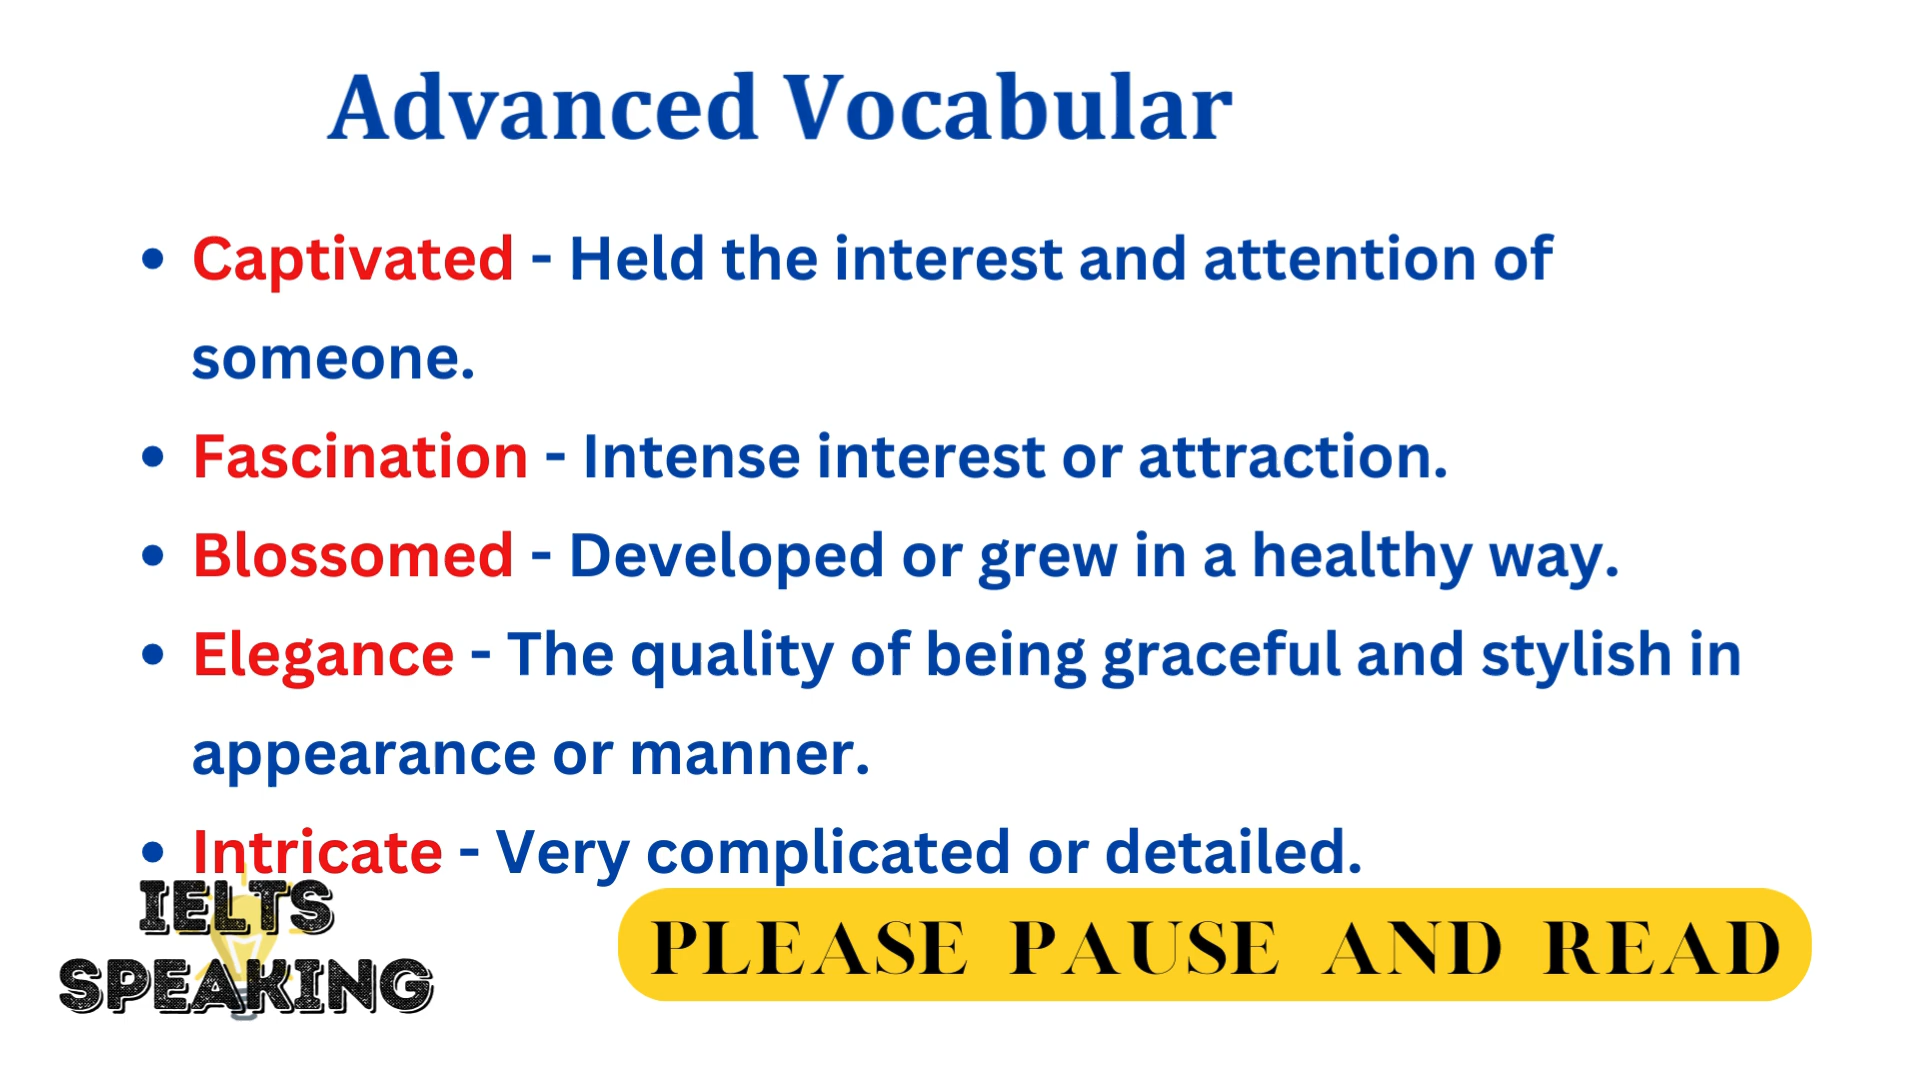 Advanced Vocabular
• Captivated - Held the interest and attention of
someone.
• Fascination - Intense interest or attraction.
• Blossomed - Developed or grew in a healthy way.
• Elegance - The quality of being graceful and stylish in
appearance or manner.
• Intricate - Very complicated or detailed.
IELTS
SPEAKING
PLEASE PAUSE AND READ